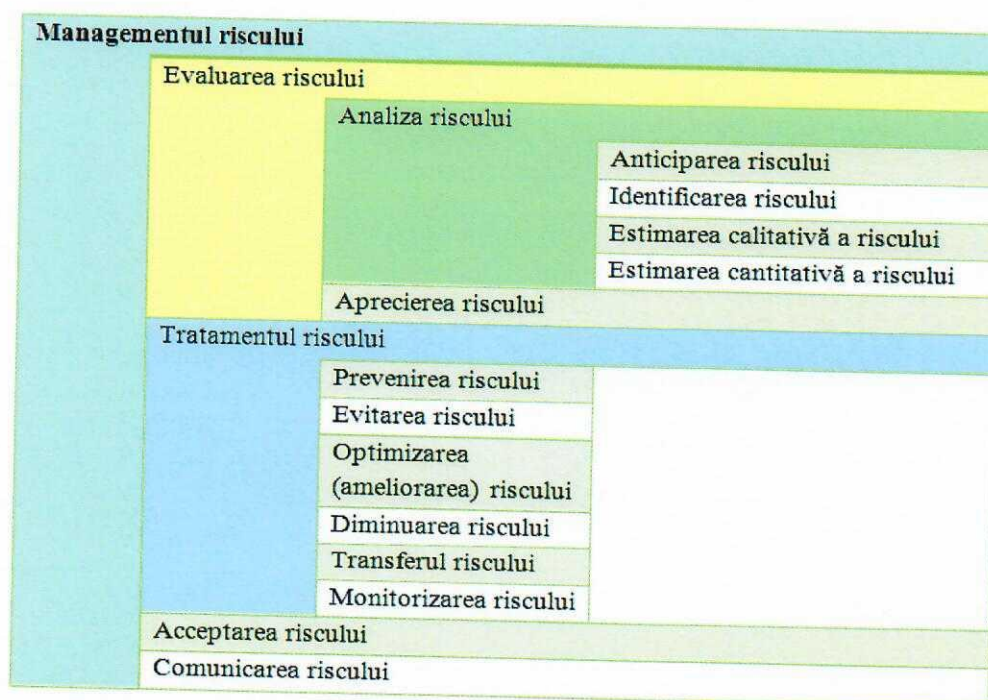 Managementul riscului
Evaluarea riscului
Analiza riscului
Anticiparea riscului
Identificarea riscului
Estimarea calitativă a riscului
Estimarea cantitativă a riscului
Aprecierea riscului
Tratamentul riscului
Prevenirea riscului
Evitarea riscului
Optimizarea
(ameliorarea) riscului
Diminuarea riscului
Transferul riscului
Monitorizarea riscului
Acceptarea riscului
Comunicarea riscului